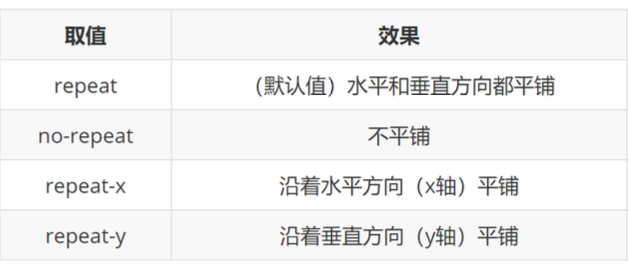 取值 效果
repeat （默认值）水平和垂直方向都平铺
no-repeat 不平铺
repeat-x 沿着水平方向（x轴）平铺
repeat-y 沿着垂直方向（y轴）平铺